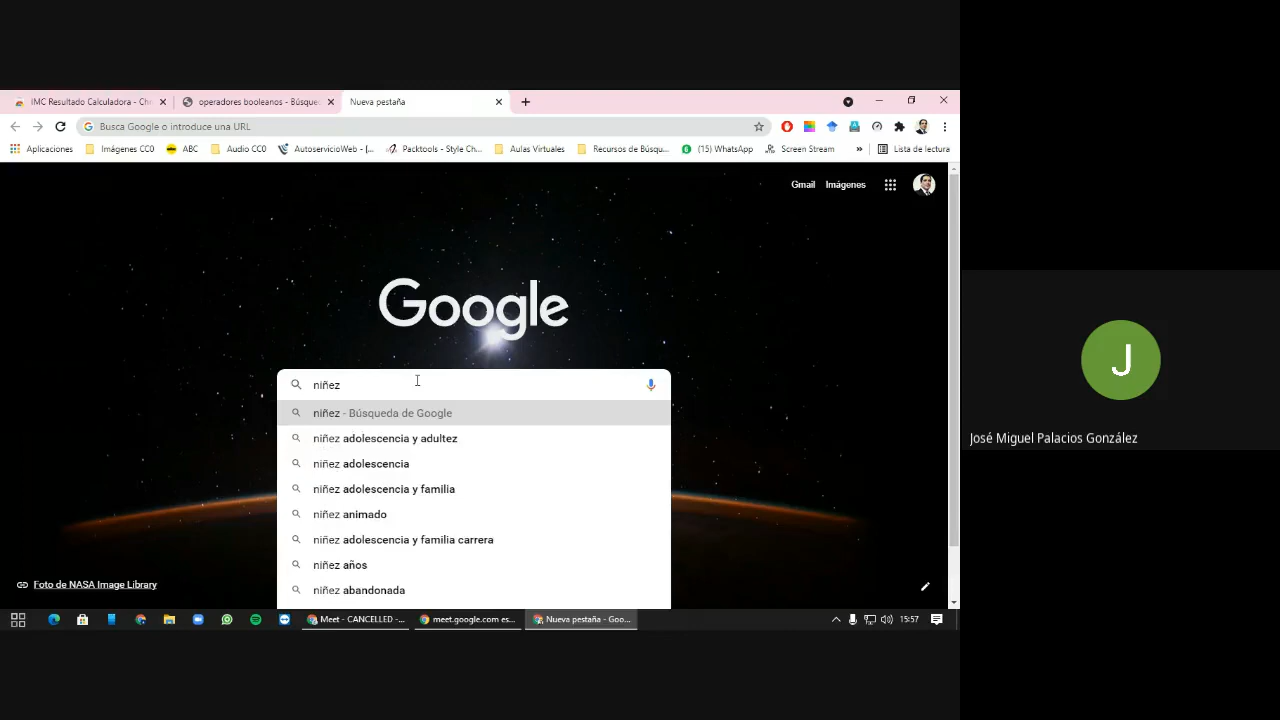 IMC Resultado Calculadora - Ch
operadores booleanos - Búsque
Nueva pestaña
Busca Google o introduce una URL
Aplicaciones
Imágenes CC0
ABC
Audio CC0
AutoservicioWeb - [...
Packtools - Style Ch...
Aulas Virtuales
Recursos de Búsqu...
(15) WhatsApp
Screen Stream
»
Lista de lectura
Gmail
Imágenes
Google
niñez
niñez - Búsqueda de Google
niñez adolescencia y adultez
niñez adolescencia
niñez adolescencia y familia
niñez animado
niñez adolescencia y familia carrera
niñez años
niñez abandonada
Foto de NASA Image Library
Meet - CANCELLED -...
meet.google.com es...
Nueva pestaña - Goo...
15:57
J
José Miguel Palacios González